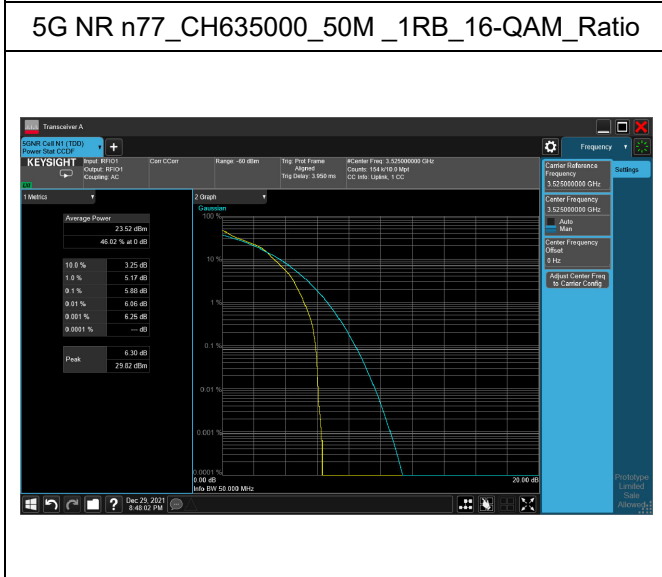 5G NR n77_CH635000_50M _1RB_16-QAM_Ratio
Transceiver A
5GNR Cell N1 (TDD)
Power Stat CCDF
Frequency
KEYSIGHT
Input: RFIO1
Output: RFIO1
Coupling: AC
Corr CCorr
Range: -60 dBm
Trig: Prot Frame
Aligned
Trig Delay: 3.950 ms
#Center Freq: 3.525000000 GHz
Counts: 164 k/10.0 Mpt
CC Info: Uplink, 1 CC
Carrier Reference
Frequency
3.525000000 GHz
Settings
Center Frequency
3.525000000 GHz
Auto
Man
Center Frequency
Offset
0 Hz
Adjust Center Freq
to Carrier Config
1 Metrics
Average Power
23.52 dBm
46.02 % at 0 dB
10.0 % 3.25 dB
1.0 % 5.17 dB
0.1 % 5.88 dB
0.01 % 6.06 dB
0.001 % 6.25 dB
0.0001 % --- dB
Peak
6.30 dB
29.82 dBm
2 Graph
Gaussian
100 %
10 %
1 %
0.1 %
0.01 %
0.001 %
0.0001 %
0.00 dB
20.00 dB
Info BW 50.000 MHz
Dec 29, 2021
8:48:02 PM
Prototype
Limited
Sale
Allowed